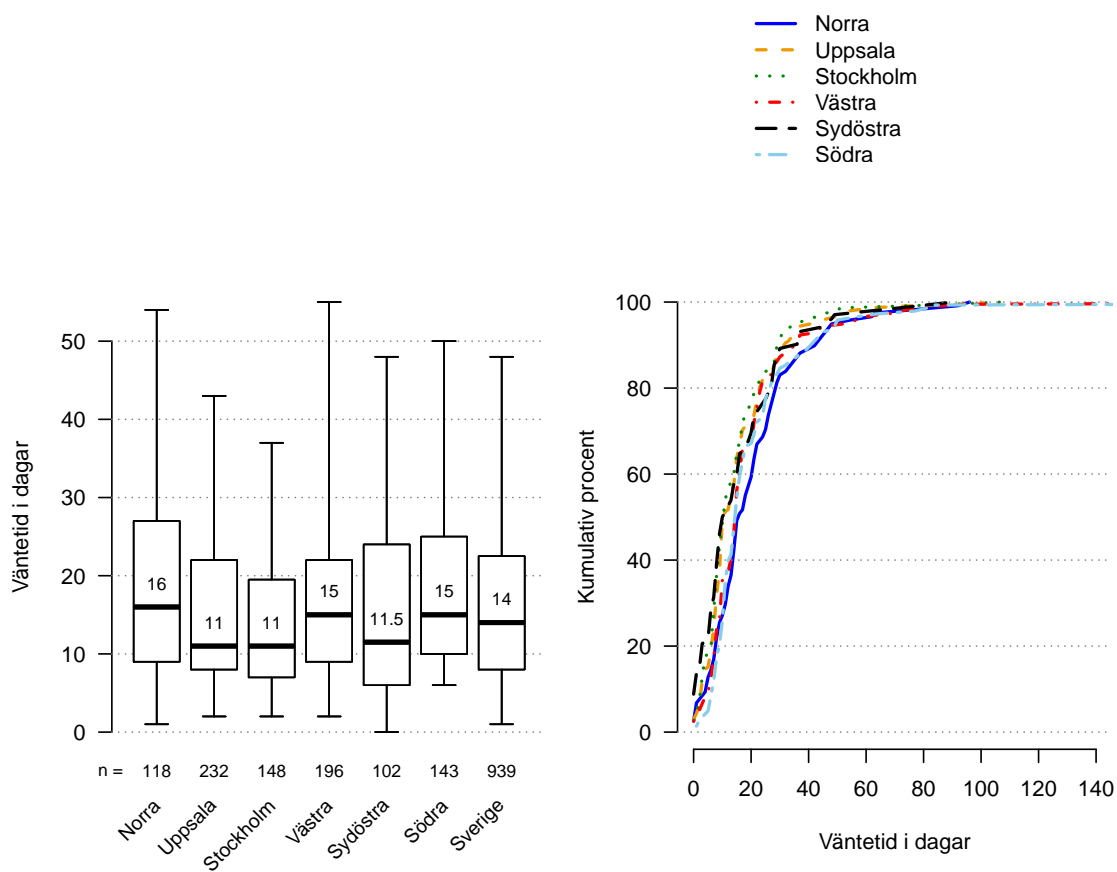 Norra
Uppsala
Stockholm
Västra
Sydöstra
Södra
Väntetid i dagar
50
40
30
20
10
0
16
11
11
15
11.5
15
14
n = 118 232 148 196 102 143 939
Norra Uppsala Stockholm Västra Sydöstra Södra Sverige
Kumulativ procent
100
80
60
40
20
0
0 20 40 60 80 100 120 140
Väntetid i dagar